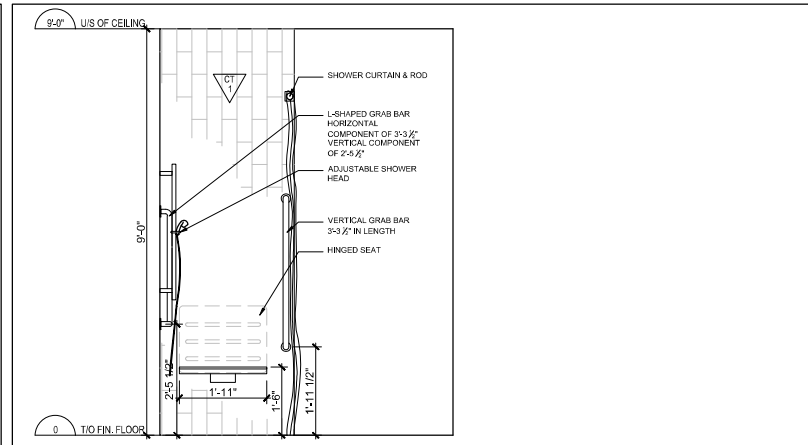 9'-0" U/S OF CEILING
CT
1
SHOWER CURTAIN & ROD
L-SHAPED GRAB BAR
HORIZONTAL
COMPONENT OF 3'-3 ½"
VERTICAL COMPONENT
OF 2'-5 ½"
ADJUSTABLE SHOWER
HEAD
9'-0"
VERTICAL GRAB BAR
3'-3 ½" IN LENGTH
HINGED SEAT
2'-5 1/2"
1'-11"
1'-6"
1'-11 1/2"
0 T/O FIN. FLOOR